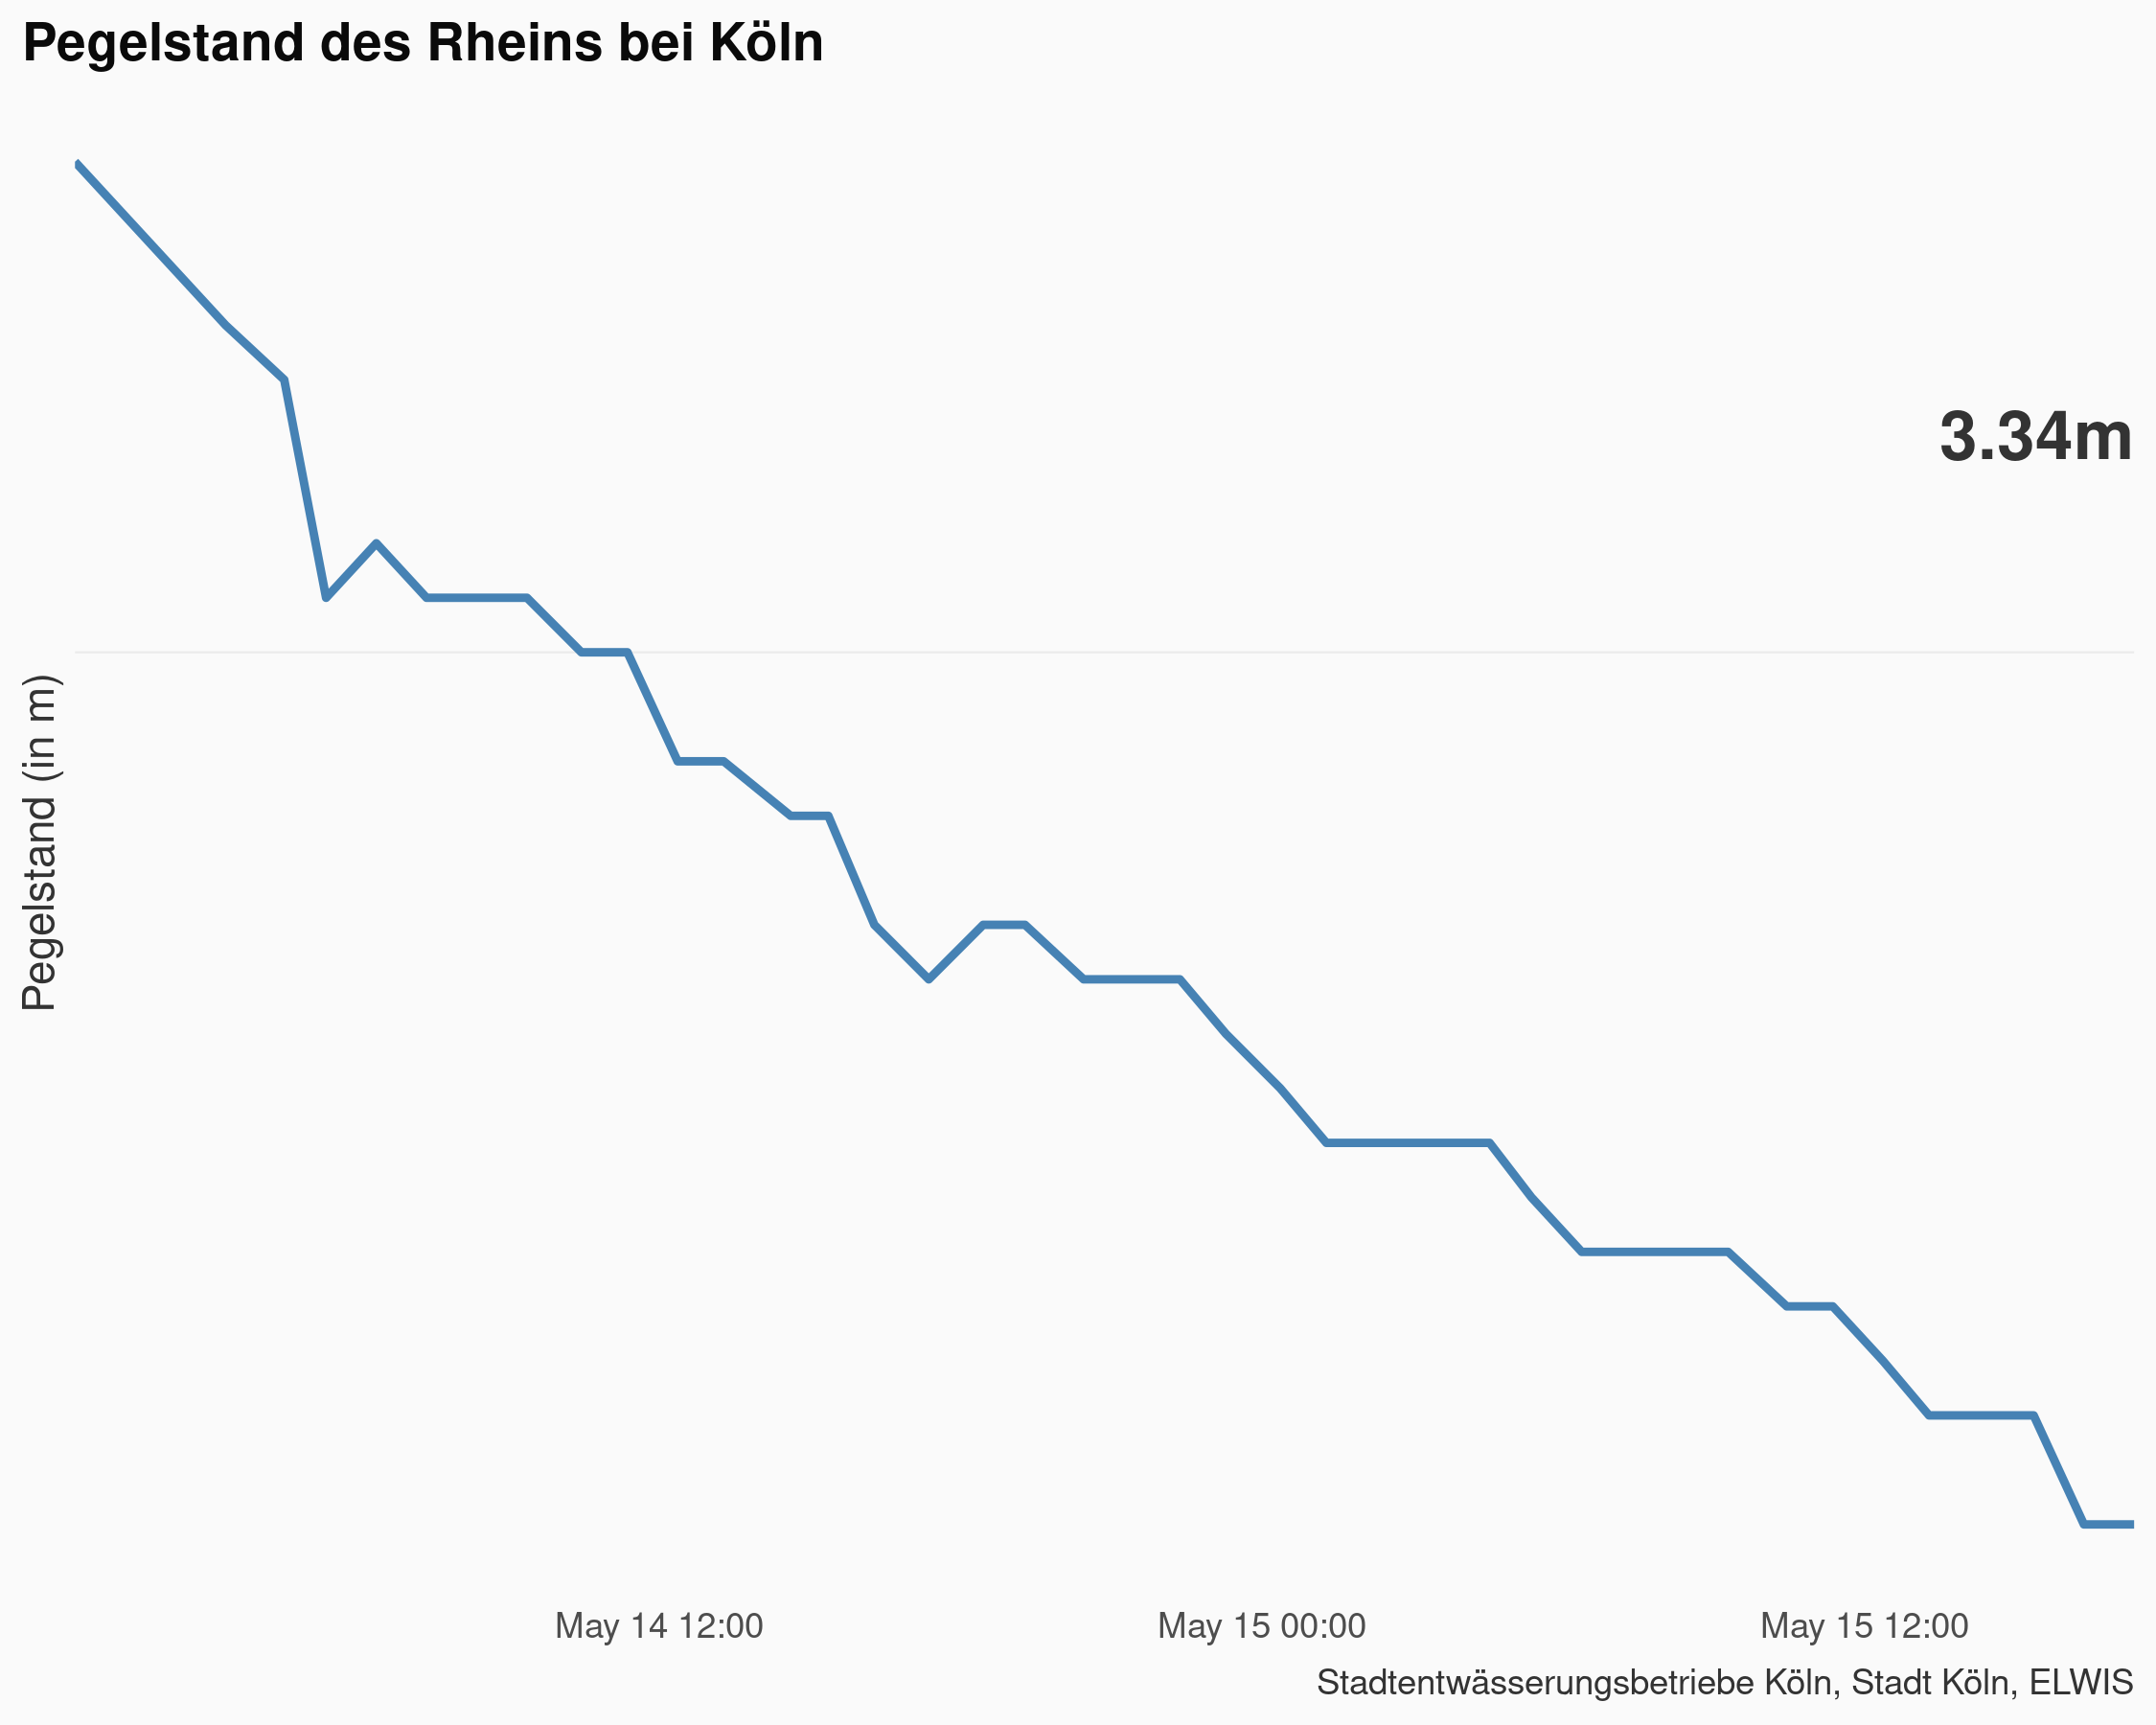 Pegelstand des Rheins bei Köln
3.34m
Pegelstand (in m)
May 14 12:00
May 15 00:00
May 15 12:00
Stadtentwässerungsbetriebe Köln, Stadt Köln, ELWIS